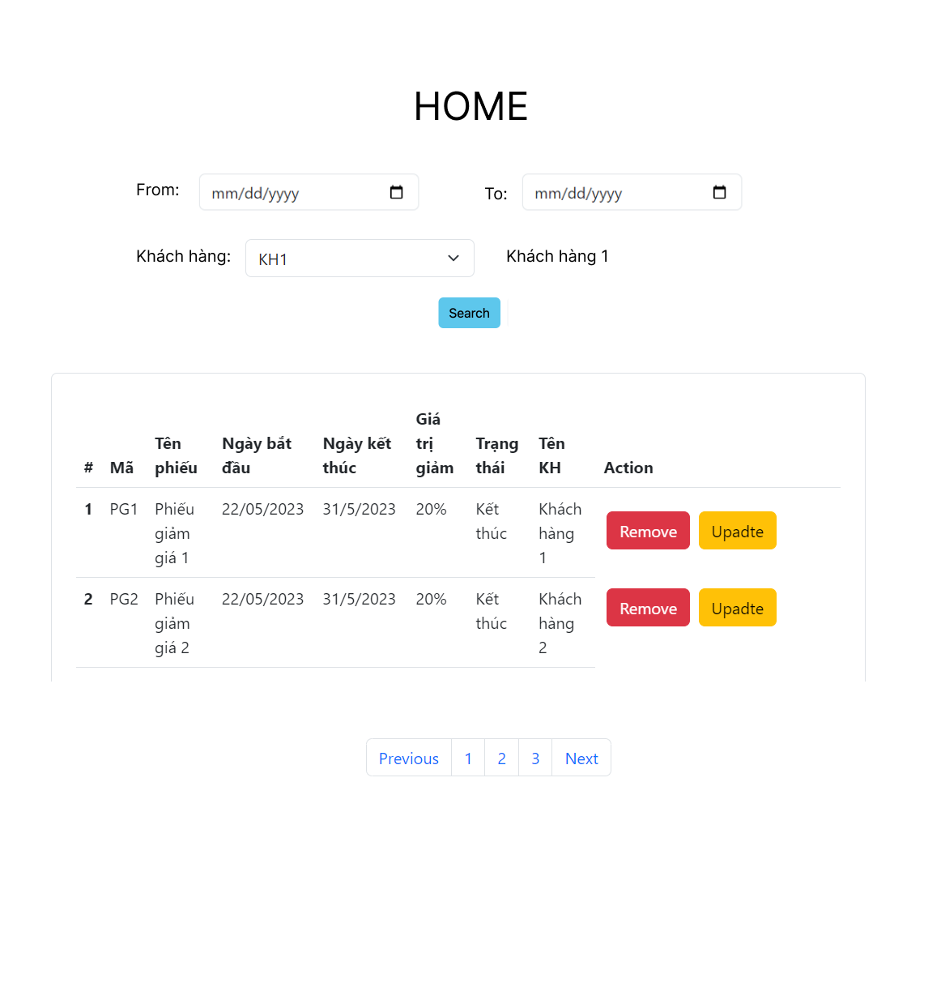 HOME
From: mm/dd/yyyy To: mm/dd/yyyy
Khách hàng: KH1 Khách hàng 1
Search
Giá
Tên Ngày bắt Ngày kết trị Trạng Tên
# Mã phiếu đầu thúc giảm thái KH Action
1 PG1 Phiếu 22/05/2023 31/5/2023 20% Kết Khách
giảm thúc hàng Remove Upadte
giá 1 1
2 PG2 Phiếu 22/05/2023 31/5/2023 20% Kết Khách Remove Upadte
giảm thúc hàng
giá 2 2
Previous 1 2 3 Next